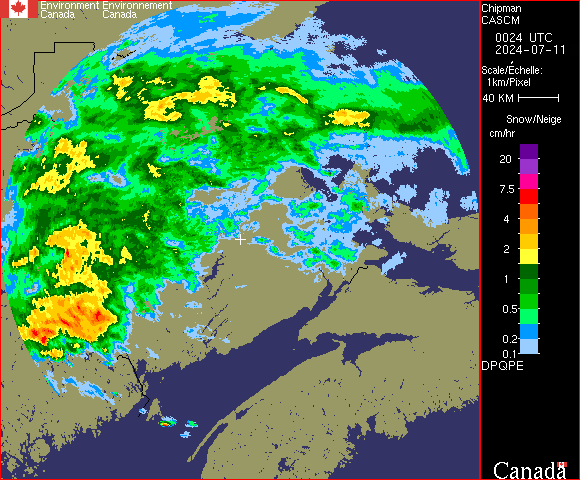 Environment Environnement
Canada Canada
Chipman
CASCM
0024 UTC
2024-07-11
Scale/Échelle:
1km/Pixel
40 KM
Snow/Neige
cm/hr
20
7.5
4
2
1
0.5
0.2
0.1
DPQPE
Canada